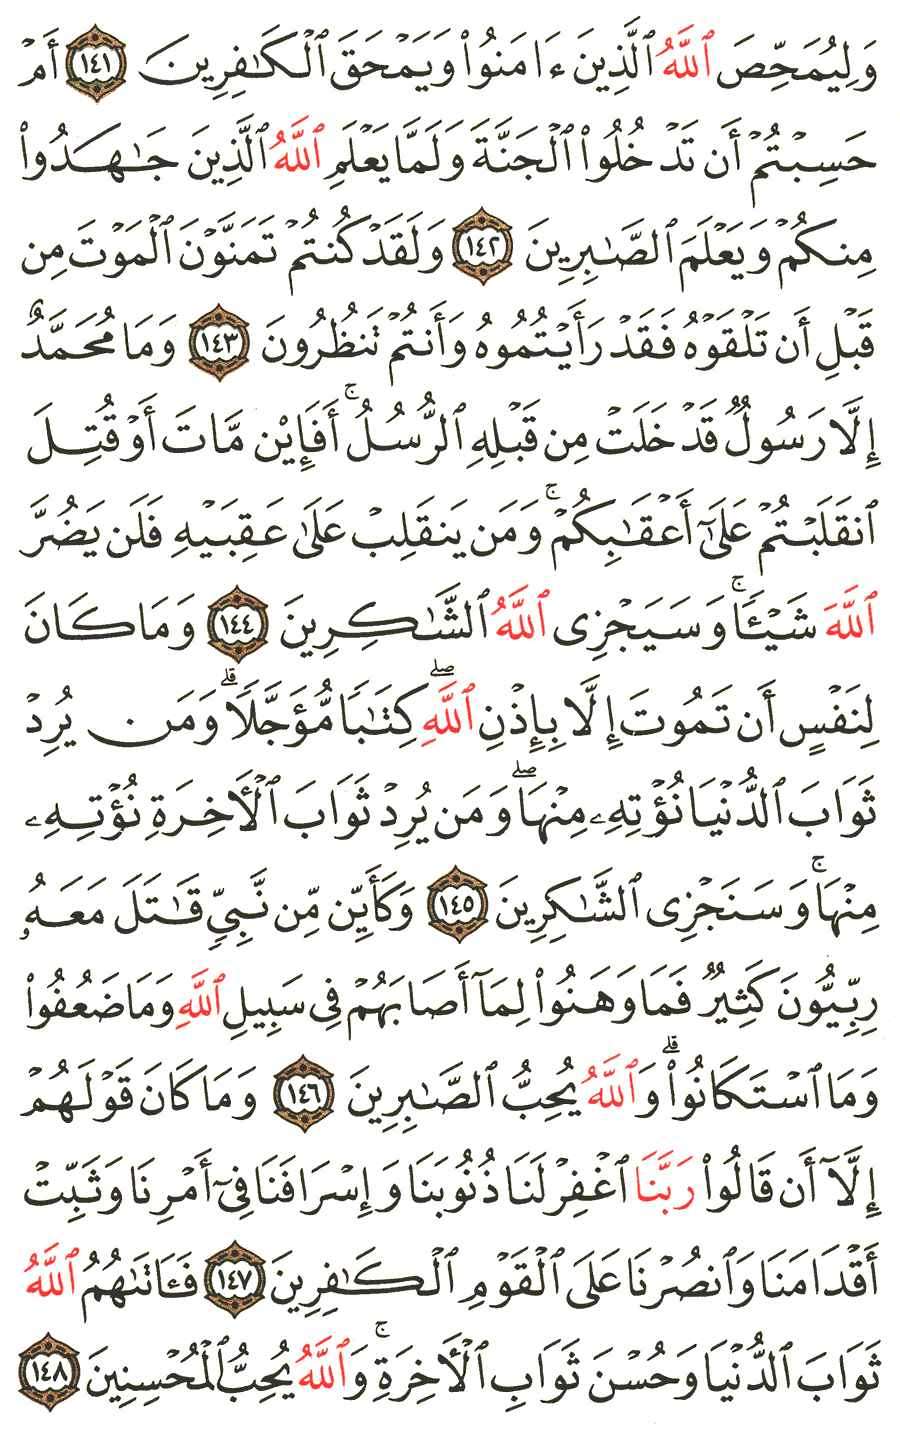 وَلِيُمَحِّصَ ٱللَّهُ ٱلَّذِينَ ءَامَنُوا۟ وَيَمْحَقَ ٱلْكَـٰفِرِينَ ١٤١ أَمْ
حَسِبْتُمْ أَن تَدْخُلُوا۟ ٱلْجَنَّةَ وَلَمَّا يَعْلَمِ ٱللَّهُ ٱلَّذِينَ جَـٰهَدُوا۟
مِنكُمْ وَيَعْلَمَ ٱلصَّـٰبِرِينَ ١٤٢ وَلَقَدْ كُنتُمْ تَمَنَّوْنَ ٱلْمَوْتَ مِن
قَبْلِ أَن تَلْقَوْهُ فَقَدْ رَأَيْتُمُوهُ وَأَنتُمْ تَنظُرُونَ ١٤٣ وَمَا مُحَمَّدٌ
إِلَّا رَسُولٌ قَدْ خَلَتْ مِن قَبْلِهِ ٱلرُّسُلُ ۚ أَفَإِي۟ن مَّاتَ أَوْ قُتِلَ
ٱنقَلَبْتُمْ عَلَىٰٓ أَعْقَـٰبِكُمْ ۚ وَمَن يَنقَلِبْ عَلَىٰ عَقِبَيْهِ فَلَن يَضُرَّ
ٱللَّهَ شَيْـًٔا ۚ وَسَيَجْزِى ٱللَّهُ ٱلشَّـٰكِرِينَ ١٤٤ وَمَا كَانَ
لِنَفْسٍ أَن تَمُوتَ إِلَّا بِإِذْنِ ٱللَّهِ ۖ كِتَـٰبًا مُّؤَجَّلًا ۗ وَمَن يُرِدْ
ثَوَابَ ٱلدُّنْيَا نُؤْتِهِۦ مِنْهَا ۖ وَمَن يُرِدْ ثَوَابَ ٱلْـَٔاخِرَةِ نُؤْتِهِۦ
مِنْهَا ۚ وَسَنَجْزِى ٱلشَّـٰكِرِينَ ١٤٥ وَكَأَيِّن مِّن نَّبِىٍّ قَـٰتَلَ مَعَهُۥ
رِبِّيُّونَ كَثِيرٌ فَمَا وَهَنُوا۟ لِمَآ أَصَابَهُمْ فِى سَبِيلِ ٱللَّهِ وَمَا ضَعُفُوا۟
وَمَا ٱسْتَكَانُوا۟ ۗ وَٱللَّهُ يُحِبُّ ٱلصَّـٰبِرِينَ ١٤٦ وَمَا كَانَ قَوْلَهُمْ
إِلَّآ أَن قَالُوا۟ رَبَّنَا ٱغْفِرْ لَنَا ذُنُوبَنَا وَإِسْرَافَنَا فِىٓ أَمْرِنَا وَثَبِّتْ
أَقْدَامَنَا وَٱنصُرْنَا عَلَى ٱلْقَوْمِ ٱلْكَـٰفِرِينَ ١٤٧ فَـَٔاتَىٰهُمُ ٱللَّهُ
ثَوَابَ ٱلدُّنْيَا وَحُسْنَ ثَوَابِ ٱلْـَٔاخِرَةِ ۚ وَٱللَّهُ يُحِبُّ ٱلْمُحْسِنِينَ ١٤٨